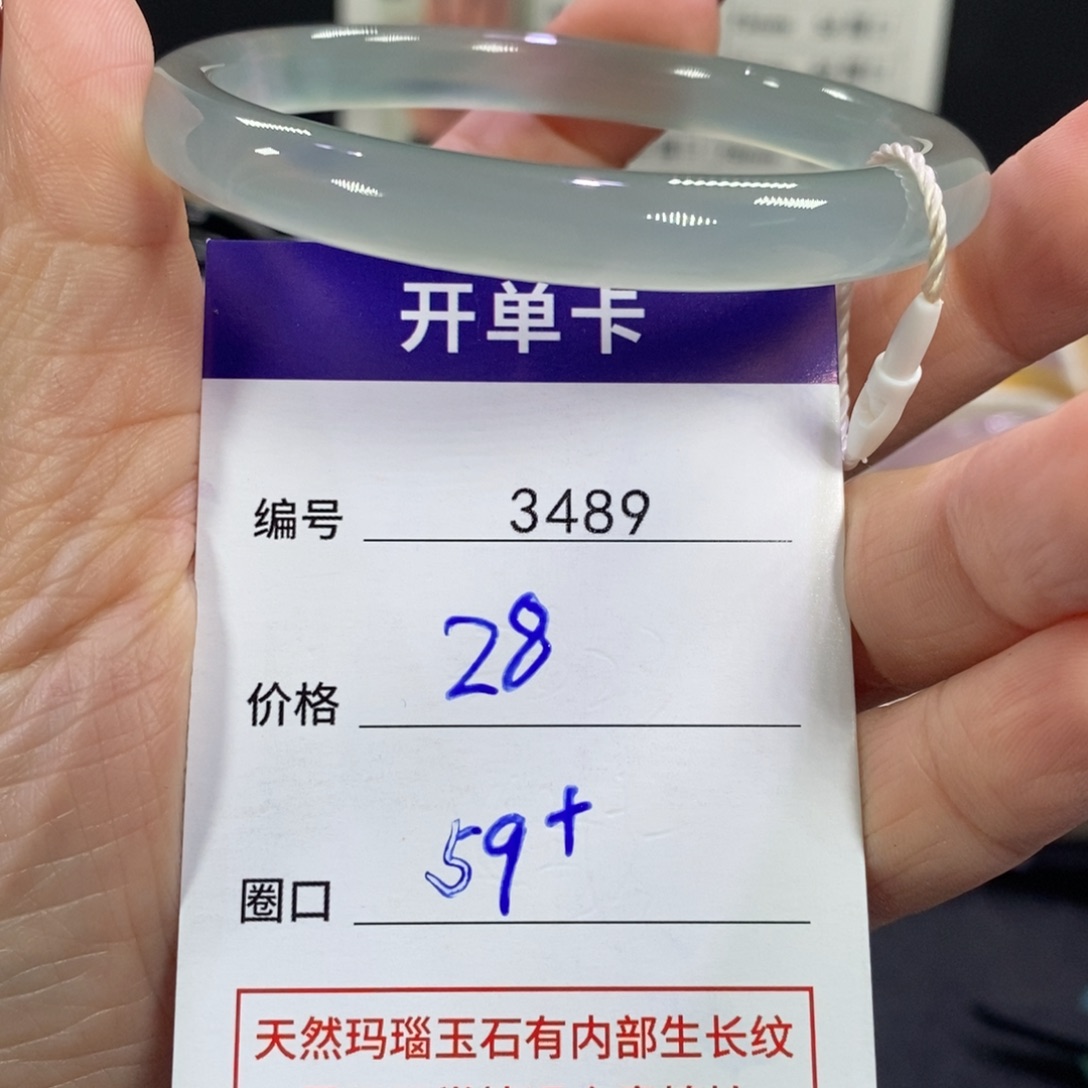 开单卡
编号 3489
价格 28
圈口 59+
天然玛瑙玉石有内部生长纹